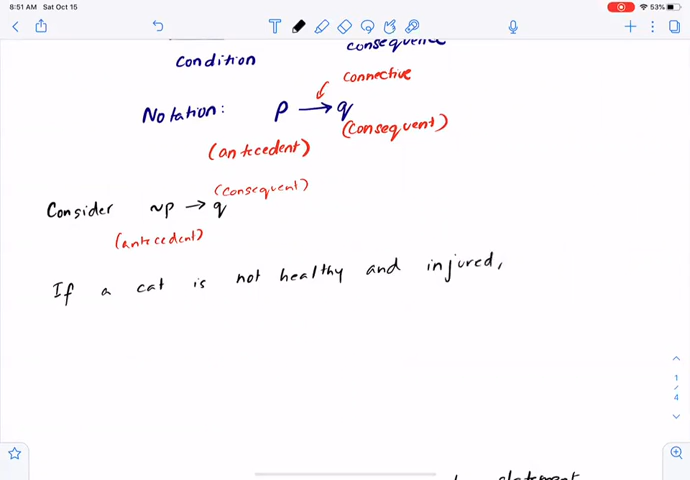 8:51 AM Sat Oct 15
53%
T
consequence
Condition
connective
Notation: p → q
(consequent)
(antecedent)
(consequent)
Consider ~p → q
(antecedent)
If a cat is not healthy and injured,
1
/
4
statement